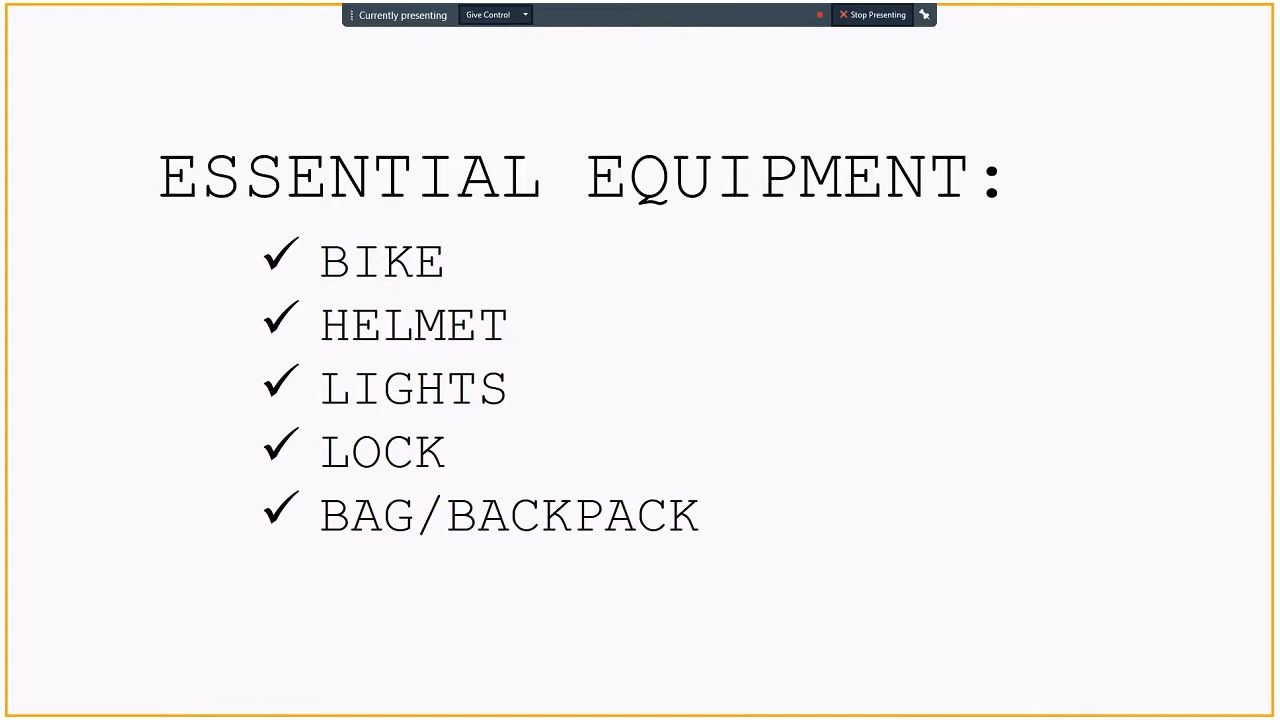 Currently presenting Give Control Stop Presenting
ESSENTIAL EQUIPMENT:
✓ BIKE
✓ HELMET
✓ LIGHTS
✓ LOCK
✓ BAG/BACKPACK